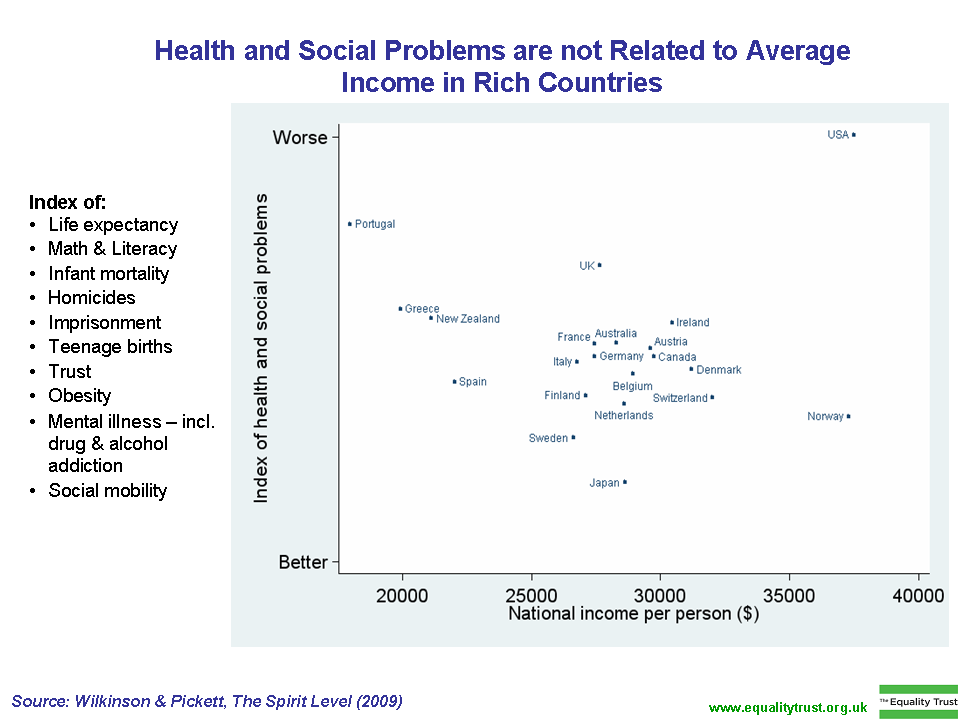 Health and Social Problems are not Related to Average
Income in Rich Countries
Index of:
• Life expectancy
• Math & Literacy
• Infant mortality
• Homicides
• Imprisonment
• Teenage births
• Trust
• Obesity
• Mental illness – incl.
drug & alcohol
addiction
• Social mobility
Index of health and social problems
Worse
Better
USA
Portugal
UK
Greece
New Zealand
Ireland
France
Australia
Austria
Italy
Germany
Canada
Denmark
Spain
Belgium
Finland
Switzerland
Netherlands
Norway
Sweden
Japan
20000 25000 30000 35000 40000
National income per person ($)
Source: Wilkinson & Pickett, The Spirit Level (2009)
www.equalitytrust.org.uk
The Equality Trust